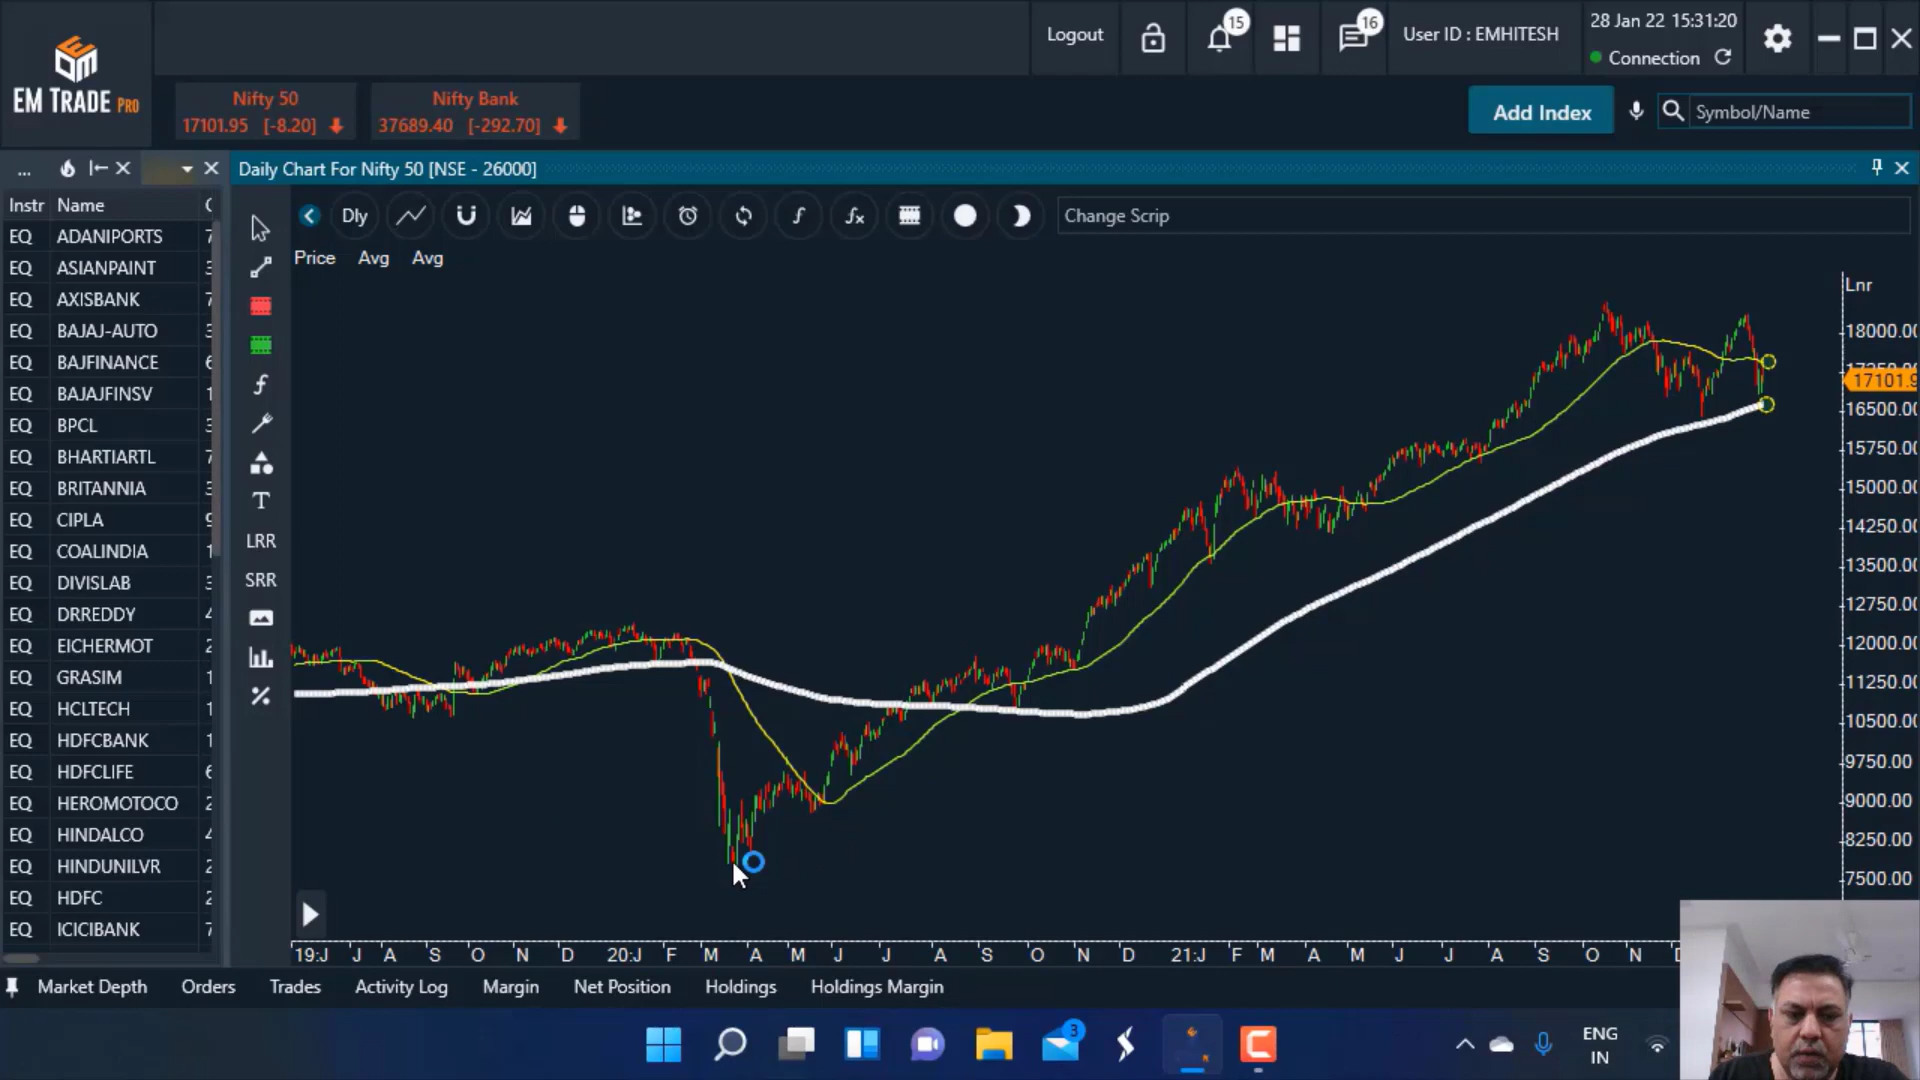 Logout
15
16
User ID : EMHITESH
28 Jan 22 15:31:20
Connection
EM TRADE PRO
Nifty 50
17101.95 [-8.20]
Nifty Bank
37689.40 [-292.70]
Add Index
Symbol/Name
...
Daily Chart For Nifty 50 [NSE - 26000]
Instr Name
EQ ADANIPORTS
EQ ASIANPAINT
EQ AXISBANK
EQ BAJAJ-AUTO
EQ BAJFINANCE
EQ BAJAJFINSV
EQ BPCL
EQ BHARTIARTL
EQ BRITANNIA
EQ CIPLA
EQ COALINDIA
EQ DIVISLAB
EQ DRREDDY
EQ EICHERMOT
EQ GRASIM
EQ HCLTECH
EQ HDFCBANK
EQ HDFCLIFE
EQ HEROMOTOCO
EQ HINDALCO
EQ HINDUNILVR
EQ HDFC
EQ ICICIBANK
Dly
f
fx
Change Scrip
Price Avg Avg
f
T
LRR
SRR
%
Lnr
18000.00
17101.9
16500.00
15750.00
15000.00
14250.00
13500.00
12750.00
12000.00
11250.00
10500.00
9750.00
9000.00
8250.00
7500.00
19:J J A S O N D 20:J F M A M J J A S O N D 21:J F M A M J J A S O N
Market Depth Orders Trades Activity Log Margin Net Position Holdings Holdings Margin
3
ENG
IN